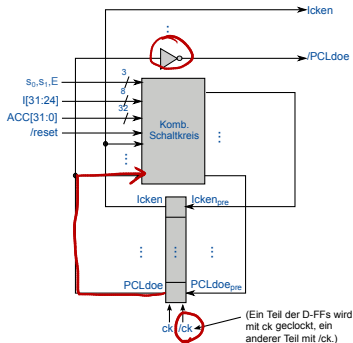 Icken
/PCLdoe
s0,s1,E
3
I[31:24]
8
ACC[31:0]
32
/reset
Komb.
Schaltkreis
Icken
Ickenpre
PCLdoe
PCLdoepre
ck
/ck
(Ein Teil der D-FFs wird
mit ck geclockt, ein
anderer Teil mit /ck.)